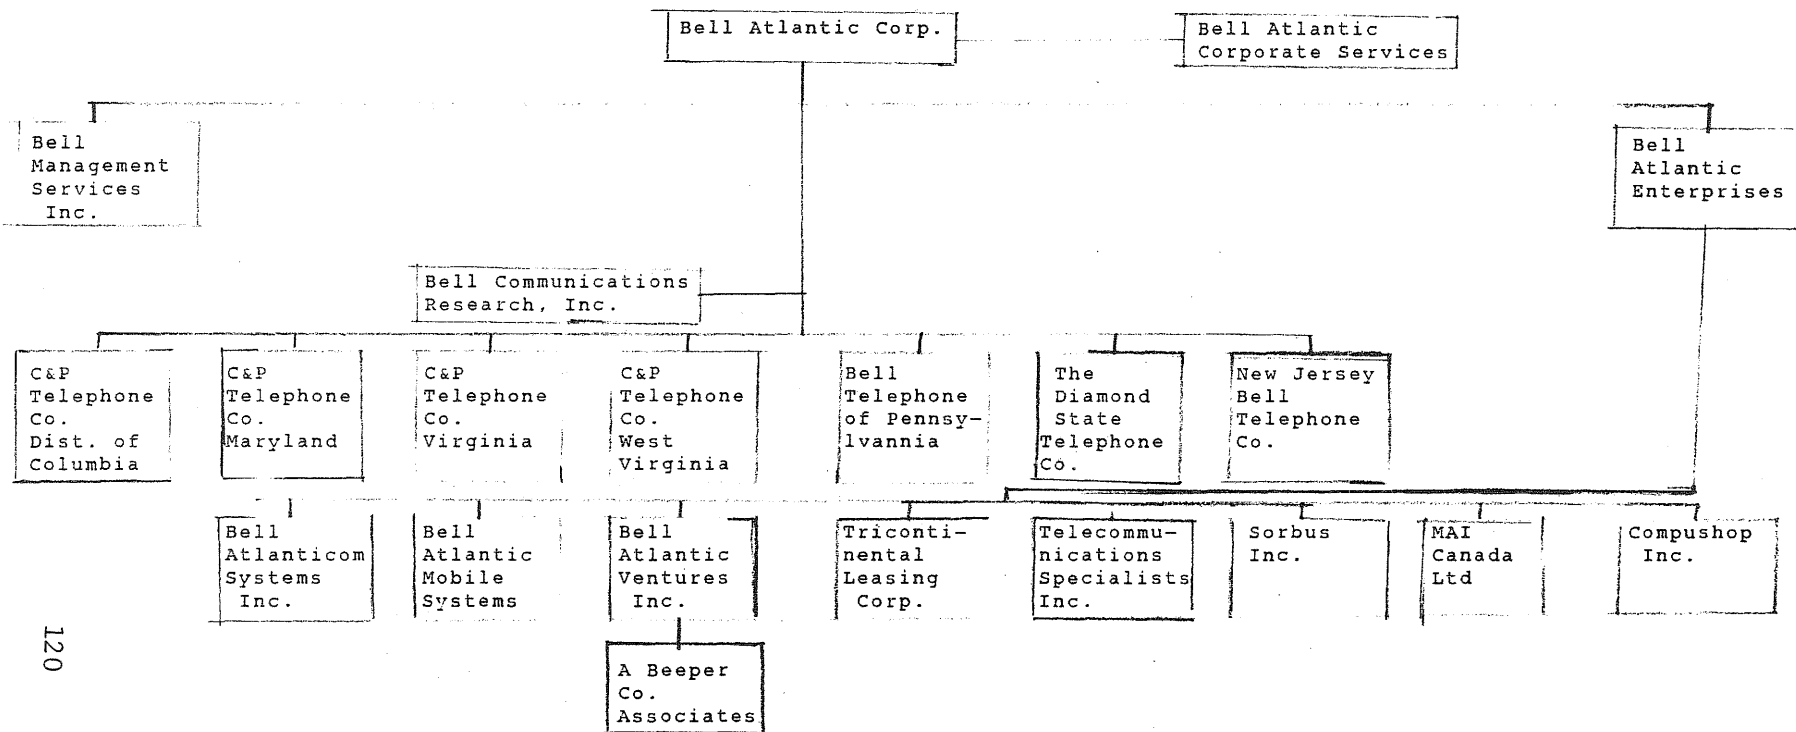 Bell Atlantic Corp.
Bell Atlantic
Corporate Services
Bell
Management
Services
Inc.
Bell
Atlantic
Enterprises
Bell Communications
Research, Inc.
C&P
Telephone
Co.
Dist. of
Columbia
C&P
Telephone
Co.
Maryland
C&P
Telephone
Co.
Virginia
C&P
Telephone
Co.
West
Virginia
Bell
Telephone
of Pennsy-
lvannia
The
Diamond
State
Telephone
Co.
New Jersey
Bell
Telephone
Co.
Bell
Atlanticom
Systems
Inc.
Bell
Atlantic
Mobile
Systems
Bell
Atlantic
Ventures
Inc.
Triconti-
nental
Leasing
Corp.
Telecommu-
nications
Specialists
Inc.
Sorbus
Inc.
MAI
Canada
Ltd
Compushop
Inc.
A Beeper
Co.
Associates
120